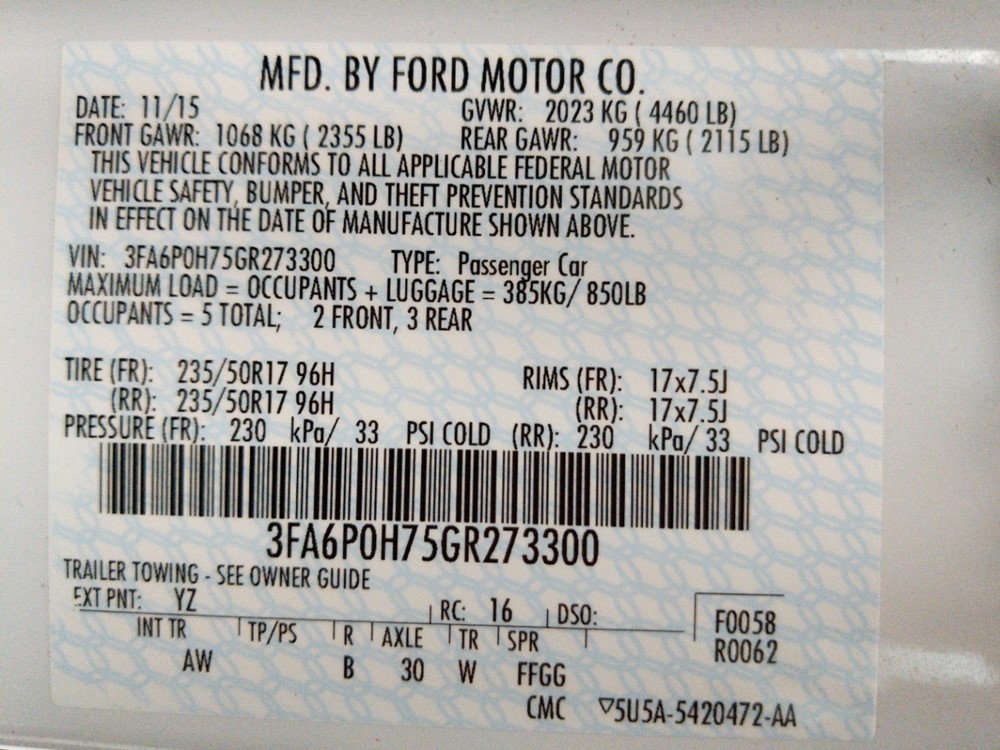 MFD. BY FORD MOTOR CO.
DATE: 11/15 GVWR: 2023 KG ( 4460 LB)
FRONT GAWR: 1068 KG ( 2355 LB) REAR GAWR: 959 KG ( 2115 LB)
THIS VEHICLE CONFORMS TO ALL APPLICABLE FEDERAL MOTOR
VEHICLE SAFETY, BUMPER, AND THEFT PREVENTION STANDARDS
IN EFFECT ON THE DATE OF MANUFACTURE SHOWN ABOVE.
VIN: 3FA6P0H75GR273300 TYPE: Passenger Car
MAXIMUM LOAD = OCCUPANTS + LUGGAGE = 385KG/ 850LB
OCCUPANTS = 5 TOTAL; 2 FRONT, 3 REAR
TIRE (FR): 235/50R17 96H RIMS (FR): 17x7.5J
(RR): 235/50R17 96H (RR): 17x7.5J
PRESSURE (FR): 230 kPa/ 33 PSI COLD (RR): 230 kPa/ 33 PSI COLD
3FA6P0H75GR273300
TRAILER TOWING - SEE OWNER GUIDE
EXT PNT: YZ RC: 16 DSO: F0058
INT TR TP/PS R AXLE TR SPR R0062
AW B 30 W FFGG
CMC ▽5U5A-5420472-AA